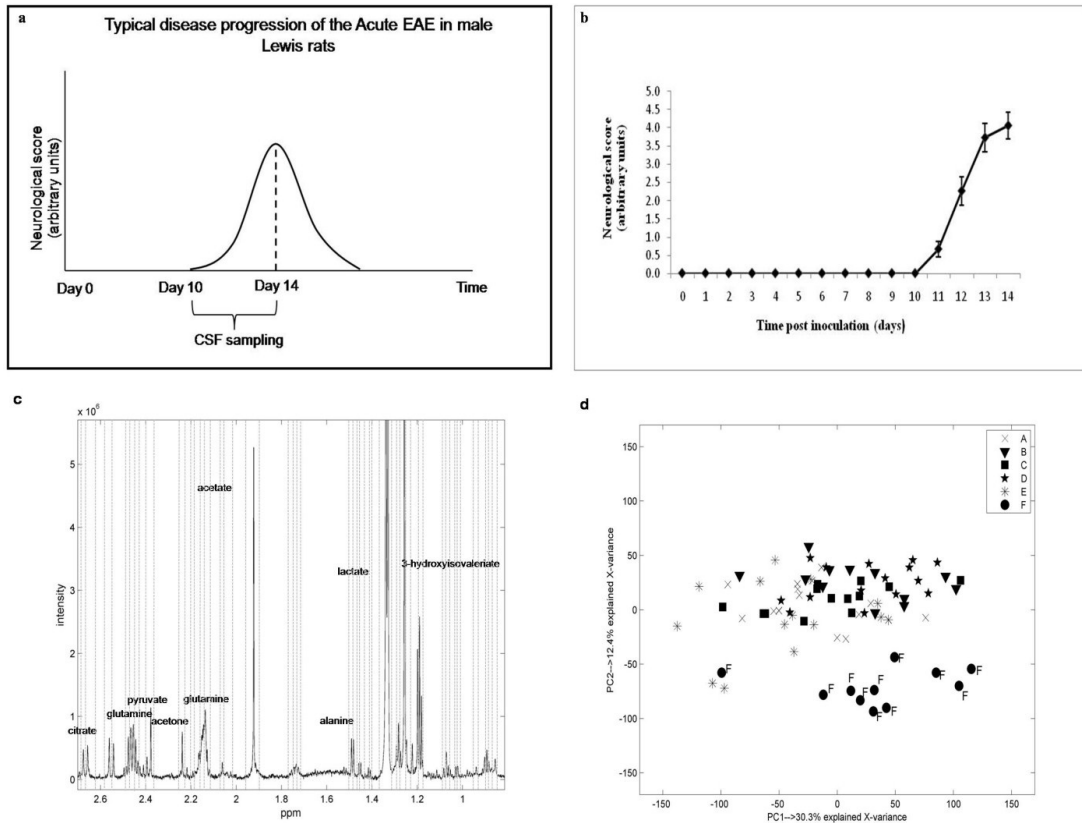 a
Typical disease progression of the Acute EAE in male
Lewis rats
Neurological score
(arbitrary units)
Day 0
Day 10
Day 14
Time
CSF sampling
b
Neurological score
(arbitrary units)
5.0
4.5
4.0
3.5
3.0
2.5
2.0
1.5
1.0
0.5
0.0
0 1 2 3 4 5 6 7 8 9 10 11 12 13 14
Time post inoculation (days)
c
x 10⁶
intensity
5
4
3
2
1
0
acetate
lactate
3-hydroxyisovaleriate
pyruvate
glutamine
glutamine
acetone
alanine
citrate
2.6 2.4 2.2 2 1.8 1.6 1.4 1.2 1
ppm
d
PC2-->12.4% explained X-variance
150
100
50
0
-50
-100
-150
A
B
C
D
E
F
F
F
F
F
F
F
F
F
F
F
-150 -100 -50 0 50 100 150
PC1-->30.3% explained X-variance